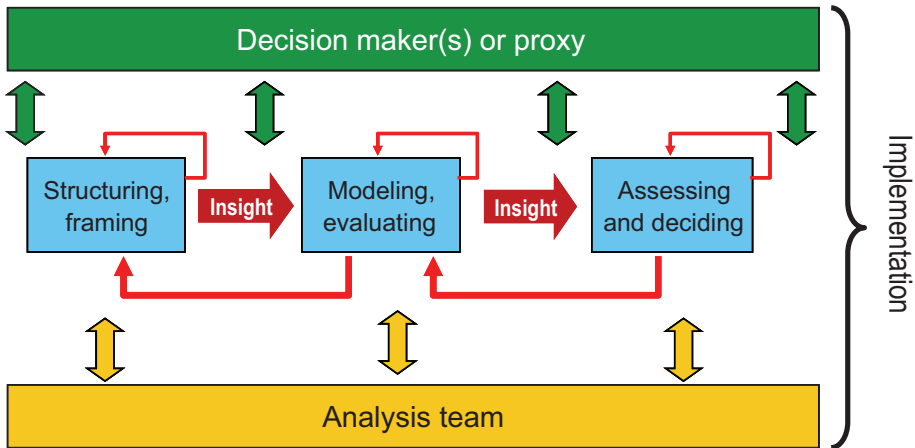 Decision maker(s) or proxy
Structuring,
framing
Insight
Modeling,
evaluating
Insight
Assessing
and deciding
Analysis team
Implementation